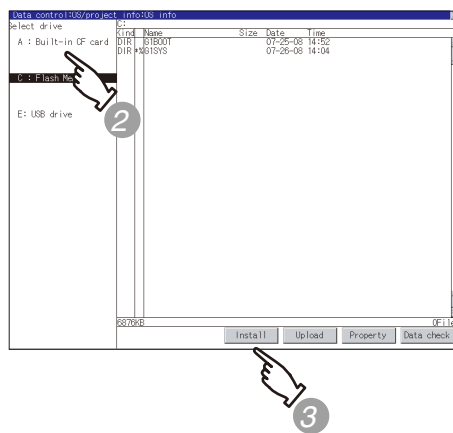 Data control:OS/project info:OS info
Select drive
C:
Kind Name Size Date Time
A : Built-in CF card
DIR G1BOOT 07-25-08 14:52
DIR *%G1SYS 07-26-08 14:04
C : Flash
E: USB drive
2
6876KB
Install Upload Property Data check
3